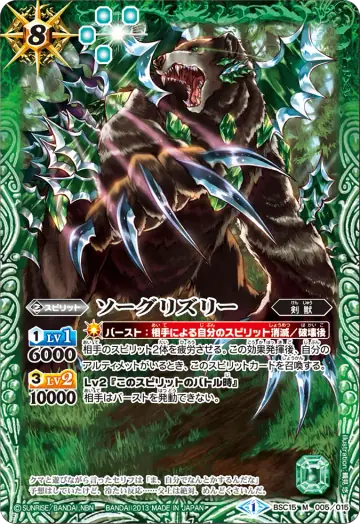 8
スピリット
ソーグリズリー
けん じゅう
剣獣
1 LV1
6000
3 LV2
10000
バースト：相手による自分のスピリット消滅／破壊後
相手のスピリット2体を疲労させる。この効果発揮後、自分の
アルティメットがいるとき、このスピリットカードを召喚する。
LV2『このスピリットのバトル時』
相手はバーストを発動できない。
1
©SUNRISE/BANDAI, NBN BANDAI 2013 MADE IN JAPAN
BSC15 M 005/015